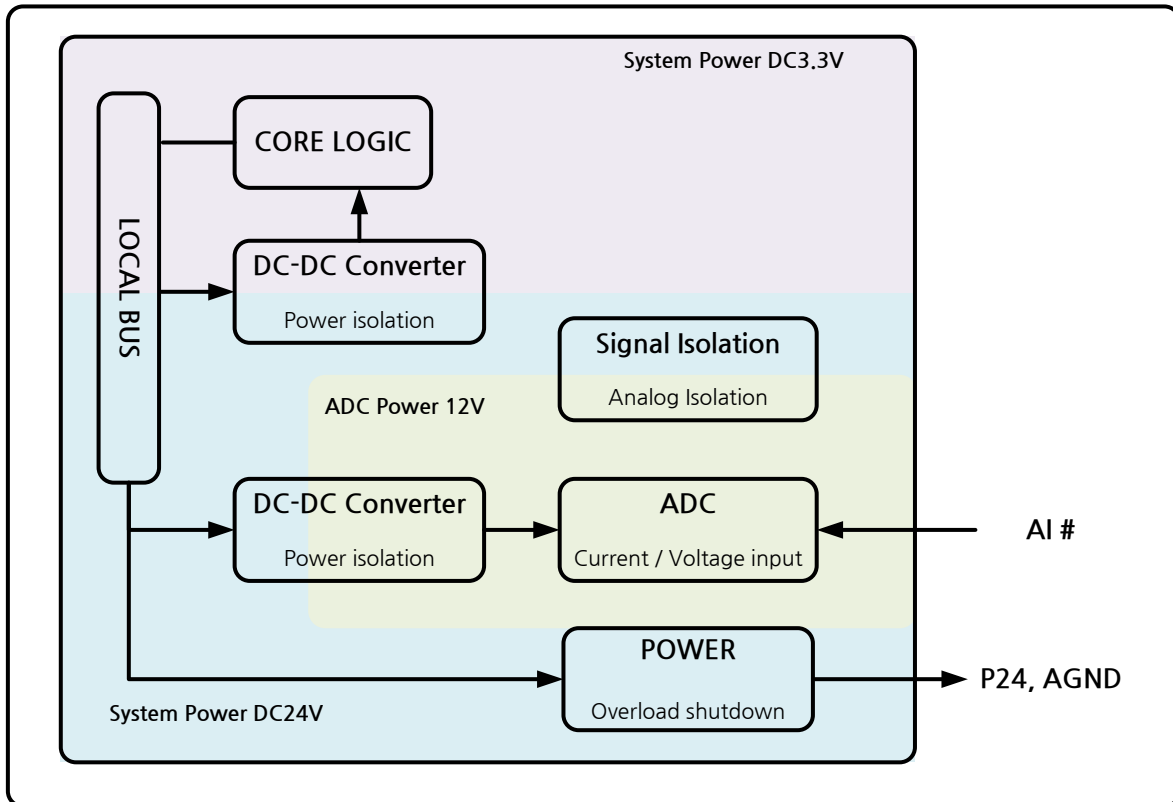 System Power DC3.3V
CORE LOGIC
LOCAL BUS
DC-DC Converter
Power isolation
Signal Isolation
Analog Isolation
ADC Power 12V
DC-DC Converter
Power isolation
ADC
Current / Voltage input
AI #
POWER
Overload shutdown
P24, AGND
System Power DC24V